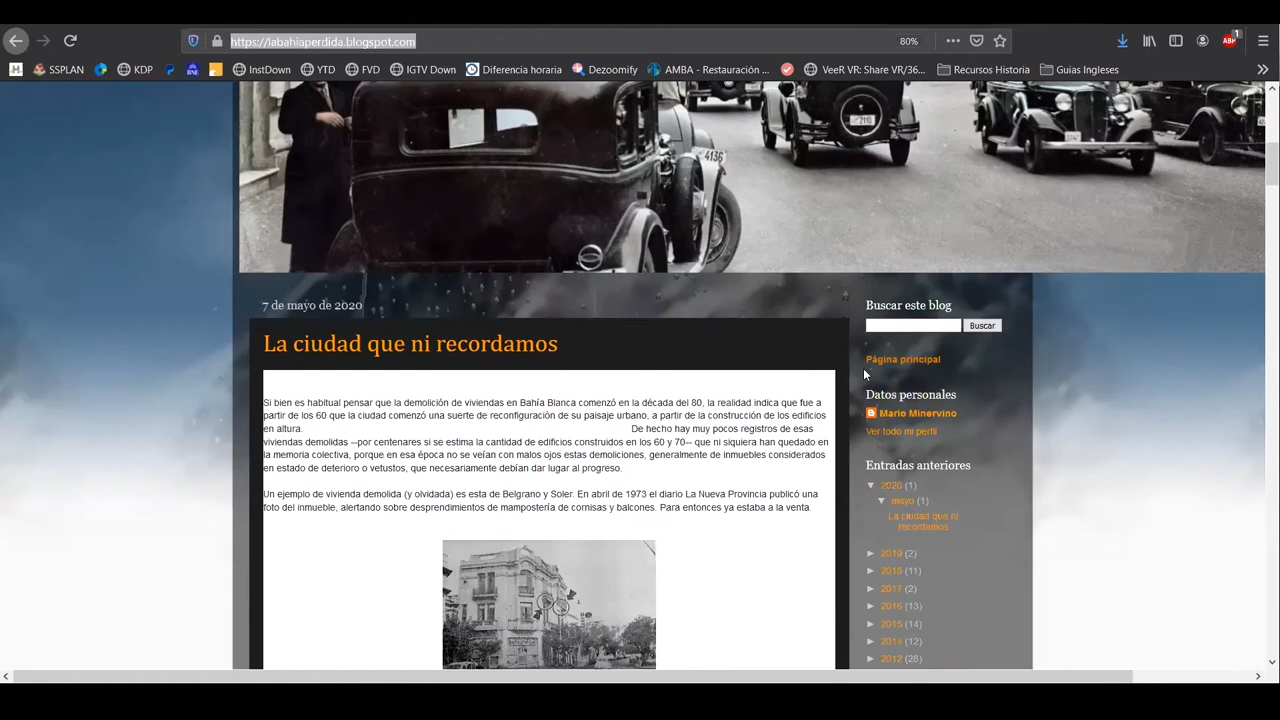 https://labahiaperdida.blogspot.com
80%
ABP
1
SSPLAN
KDP
InstDown
YTD
FVD
IGTV Down
Diferencia horaria
Dezoomify
AMBA - Restauración ...
VeeR VR: Share VR/36...
Recursos Historia
Guias Ingleses
4136
2110
7 de mayo de 2020
La ciudad que ni recordamos
Si bien es habitual pensar que la demolición de viviendas en Bahía Blanca comenzó en la década del 80, la realidad indica que fue a
partir de los 60 que la ciudad comenzó una suerte de reconfiguración de su paisaje urbano, a partir de la construcción de los edificios
en altura. De hecho hay muy pocos registros de esas
viviendas demolidas --por centenares si se estima la cantidad de edificios construidos en los 60 y 70-- que ni siquiera han quedado en
la memoria colectiva, porque en esa época no se veían con malos ojos estas demoliciones, generalmente de inmuebles considerados
en estado de deterioro o vetustos, que necesariamente debían dar lugar al progreso.
Un ejemplo de vivienda demolida (y olvidada) es esta de Belgrano y Soler. En abril de 1973 el diario La Nueva Provincia publicó una
foto del inmueble, alertando sobre desprendimientos de mampostería de cornisas y balcones. Para entonces ya estaba a la venta.
Buscar este blog
Buscar
Página principal
Datos personales
Mario Minervino
Ver todo mi perfil
Entradas anteriores
▼ 2020 (1)
▼ mayo (1)
La ciudad que ni
recordamos
► 2019 (2)
► 2018 (11)
► 2017 (2)
► 2016 (13)
► 2015 (14)
► 2014 (12)
► 2012 (28)